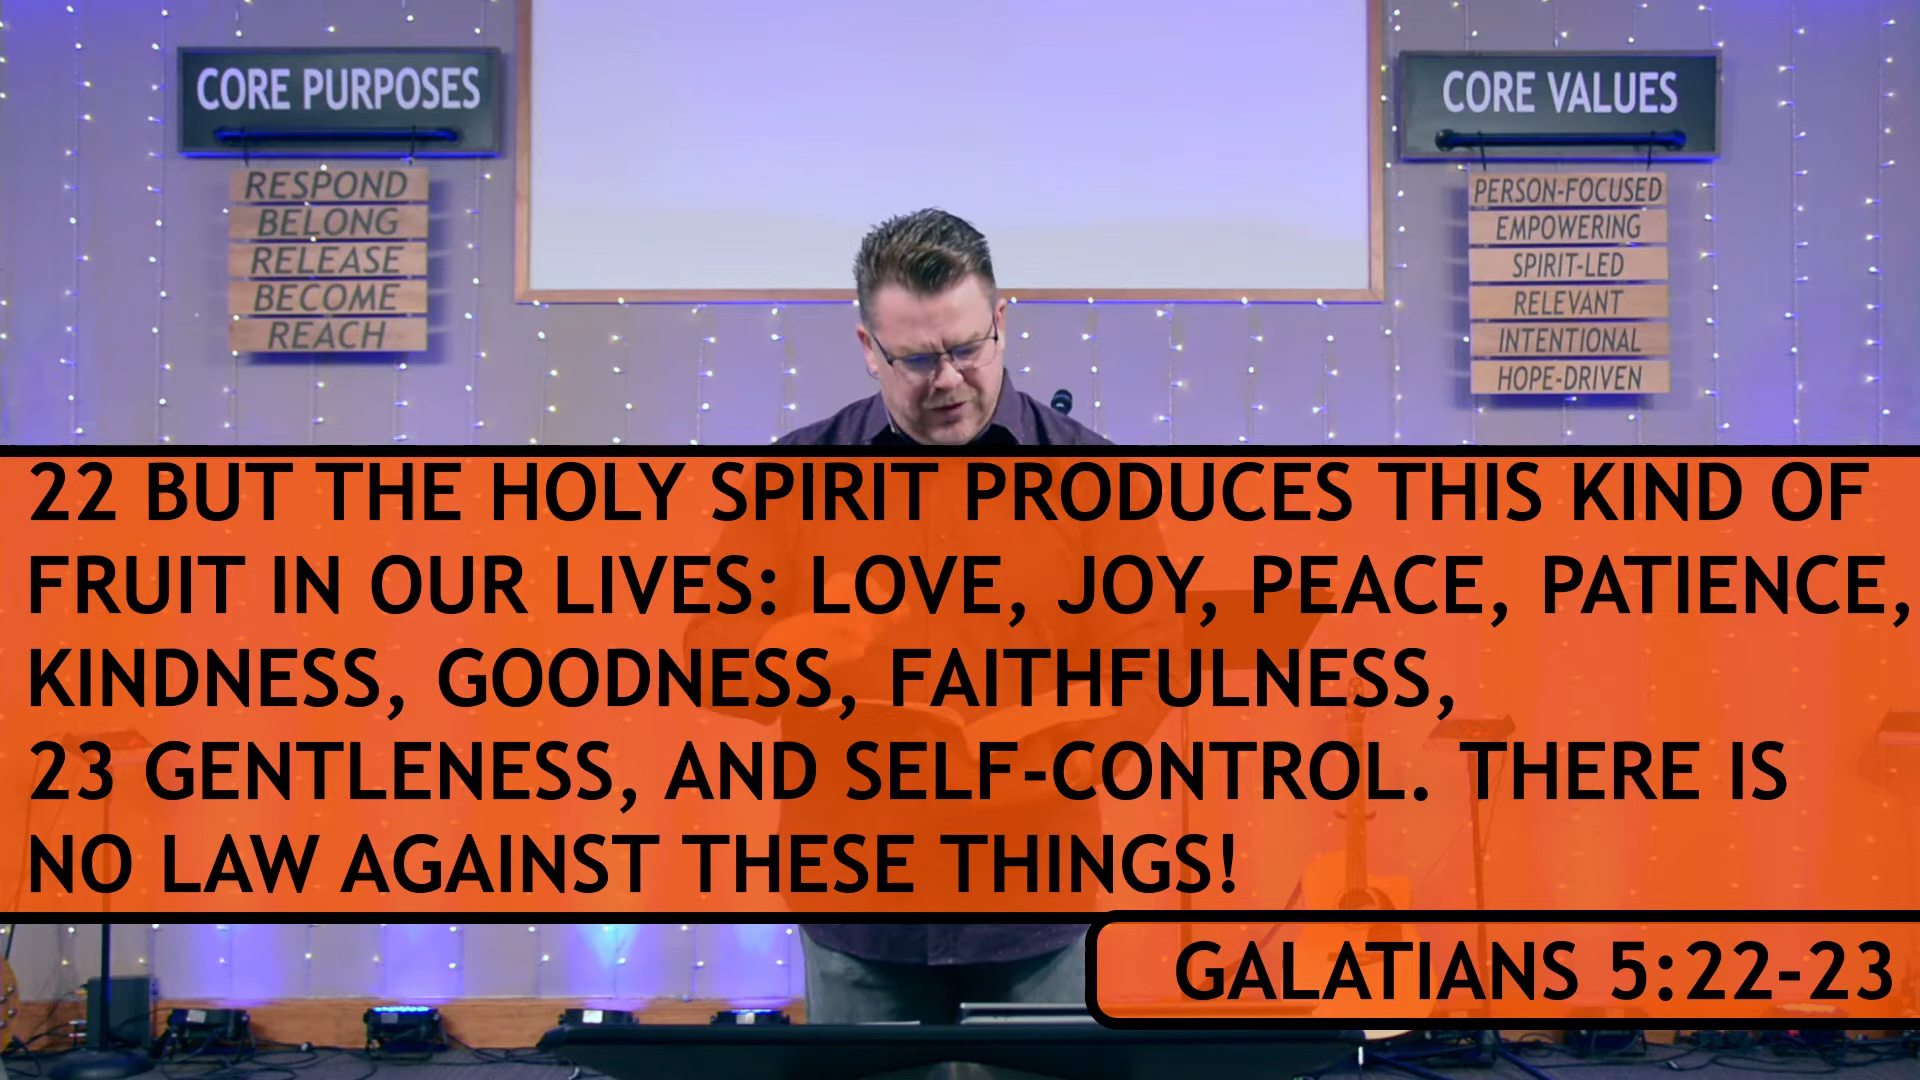 CORE PURPOSES
RESPOND
BELONG
RELEASE
BECOME
REACH
CORE VALUES
PERSON-FOCUSED
EMPOWERING
SPIRIT-LED
RELEVANT
INTENTIONAL
HOPE-DRIVEN
22 BUT THE HOLY SPIRIT PRODUCES THIS KIND OF
FRUIT IN OUR LIVES: LOVE, JOY, PEACE, PATIENCE,
KINDNESS, GOODNESS, FAITHFULNESS,
23 GENTLENESS, AND SELF-CONTROL. THERE IS
NO LAW AGAINST THESE THINGS!
GALATIANS 5:22-23